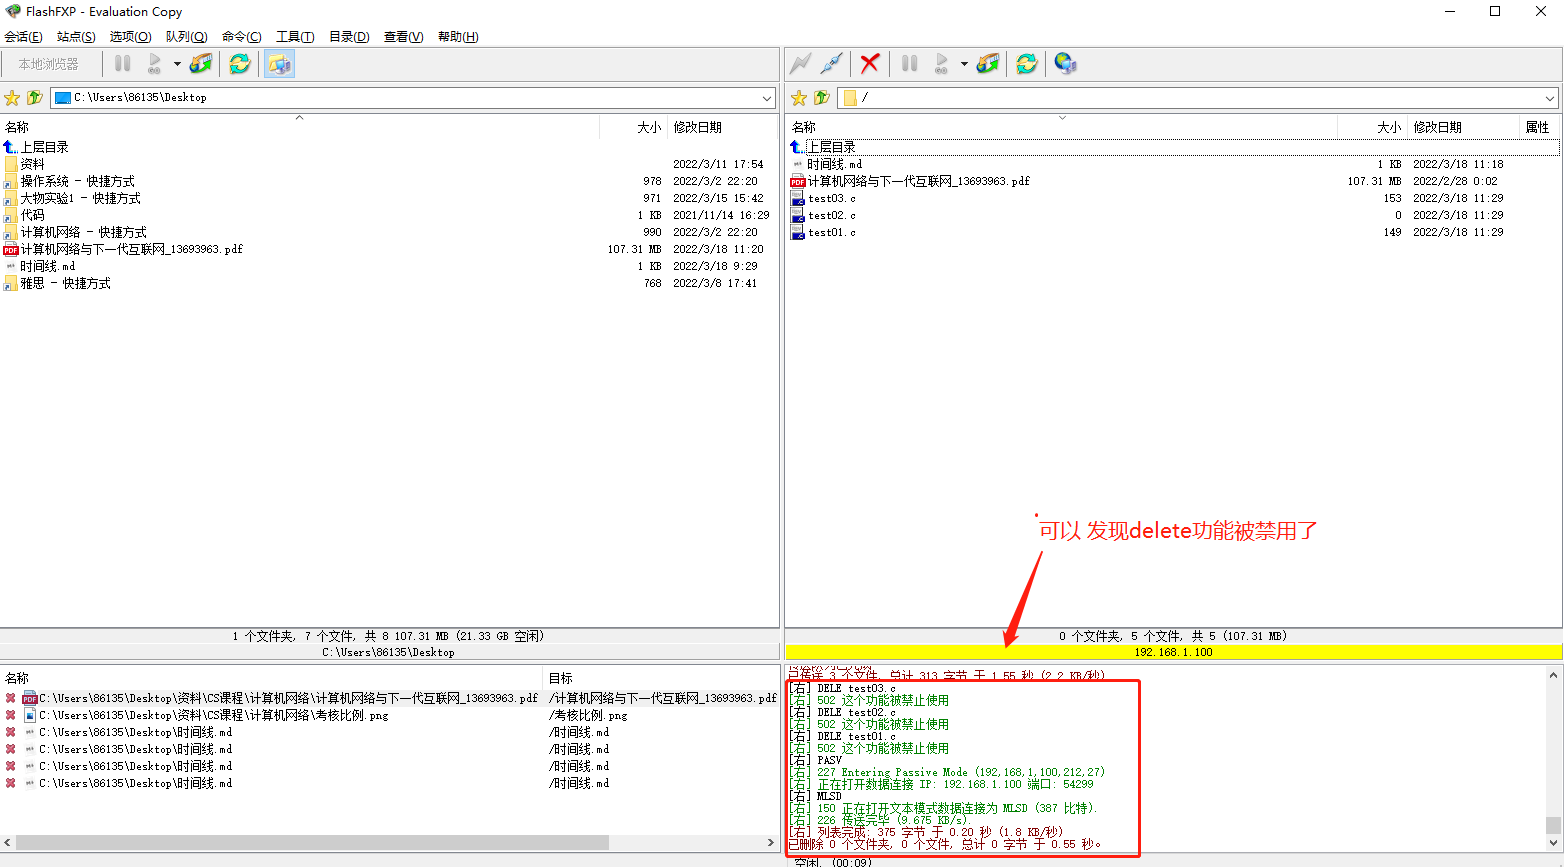 FlashFXP - Evaluation Copy
会话(E) 站点(S) 选项(O) 队列(Q) 命令(C) 工具(T) 目录(D) 查看(V) 帮助(H)
本地浏览器
C:\Users\86135\Desktop
名称 大小 修改日期
上层目录
资料 2022/3/11 17:54
操作系统 - 快捷方式 978 2022/3/2 22:20
大物实验1 - 快捷方式 971 2022/3/15 15:42
代码 1 KB 2021/11/14 16:29
计算机网络 - 快捷方式 990 2022/3/2 22:20
计算机网络与下一代互联网_13693963.pdf 107.31 MB 2022/3/18 11:20
时间线.md 1 KB 2022/3/18 9:29
雅思 - 快捷方式 768 2022/3/8 17:41
1 个文件夹, 7 个文件, 共 8 107.31 MB (21.33 GB 空闲)
C:\Users\86135\Desktop
/
名称 大小 修改日期 属性
上层目录
时间线.md 1 KB 2022/3/18 11:18
计算机网络与下一代互联网_13693963.pdf 107.31 MB 2022/2/28 0:02
test03.c 153 2022/3/18 11:29
test02.c 0 2022/3/18 11:29
test01.c 149 2022/3/18 11:29
可以 发现delete功能被禁用了
0 个文件夹, 5 个文件, 共 5 (107.31 MB)
192.168.1.100
名称 目标
C:\Users\86135\Desktop\资料\CS课程\计算机网络\计算机网络与下一代互联网_13693963.pdf /计算机网络与下一代互联网_13693963.pdf
C:\Users\86135\Desktop\资料\CS课程\计算机网络\考核比例.png /考核比例.png
C:\Users\86135\Desktop\时间线.md /时间线.md
C:\Users\86135\Desktop\时间线.md /时间线.md
C:\Users\86135\Desktop\时间线.md /时间线.md
C:\Users\86135\Desktop\时间线.md /时间线.md
已传送 3 个文件, 总计 313 字节 于 1.55 秒 (2.2 KB/秒)
[右] DELE test03.c
[右] 502 这个功能被禁止使用
[右] DELE test02.c
[右] 502 这个功能被禁止使用
[右] DELE test01.c
[右] 502 这个功能被禁止使用
[右] PASV
[右] 227 Entering Passive Mode (192,168,1,100,212,27)
[右] 正在打开数据连接 IP: 192.168.1.100 端口: 54299
[右] MLSD
[右] 150 正在打开文本模式数据连接为 MLSD (387 比特).
[右] 226 传送完毕 (9.675 KB/s).
[右] 列表完成: 375 字节 于 0.20 秒 (1.8 KB/秒)
已删除 0 个文件夹, 0 个文件, 总计 0 字节 于 0.55 秒。
空闲. (00:09)